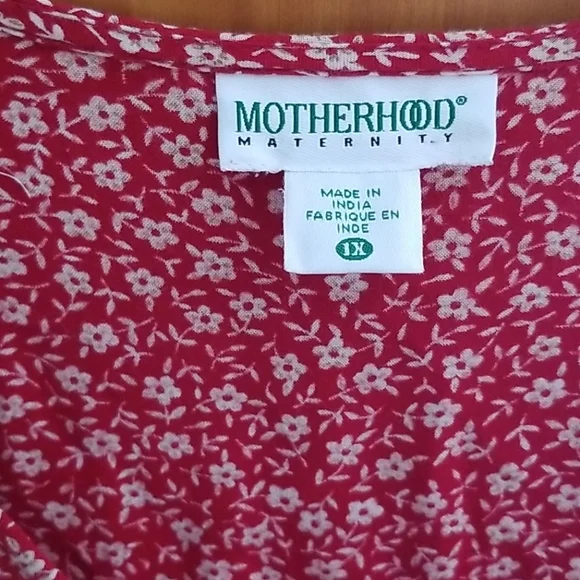 MOTHERHOOD®
MATERNITY
MADE IN
INDIA
FABRIQUE EN
INDE
1X